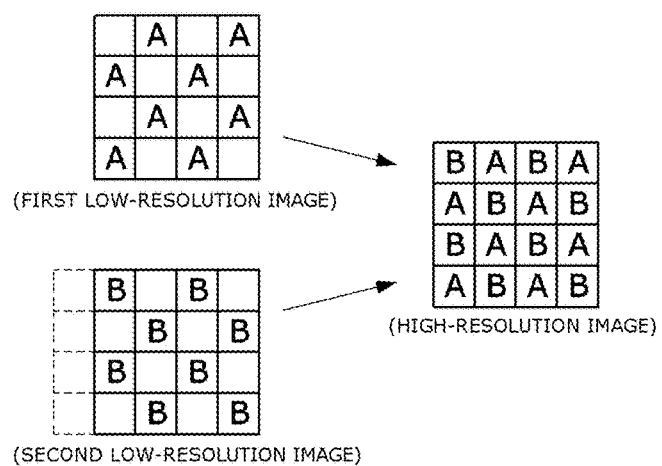 A A
A A
A A
A A
(FIRST LOW-RESOLUTION IMAGE)
B A B A
A B A B
B A B A
A B A B
(HIGH-RESOLUTION IMAGE)
B B
B B
B B
B B
(SECOND LOW-RESOLUTION IMAGE)